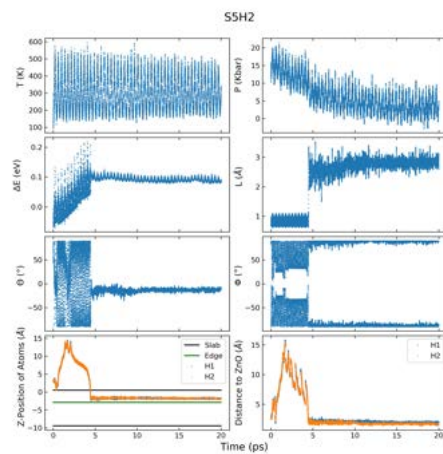 S5H2
T (K)
600
500
400
300
200
100
P (Kbar)
20
15
10
5
0
ΔE (eV)
0.2
0.1
0.0
L (Å)
3
2
1
Θ (°)
50
0
−50
Φ (°)
50
0
−50
Z-Position of Atoms (Å)
15
10
5
0
−5
−10
Slab
Edge
H1
H2
0 5 10 15 20
Distance to ZnO (Å)
15
10
5
H1
H2
0 5 10 15 20
Time (ps)